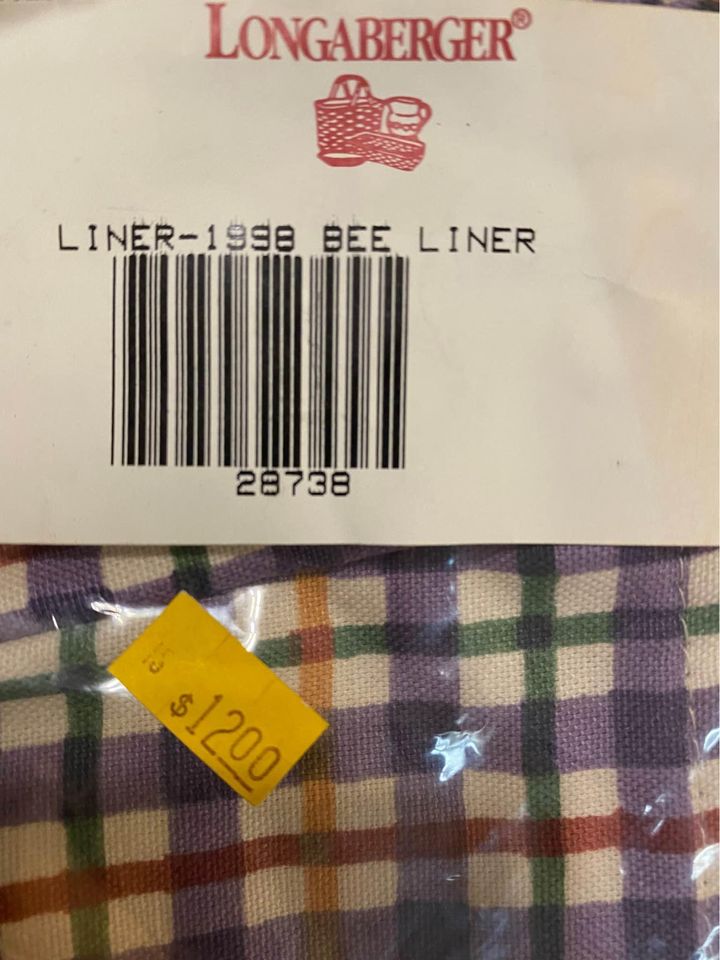 LONGABERGER®
LINER-1998 BEE LINER
28738
$1200